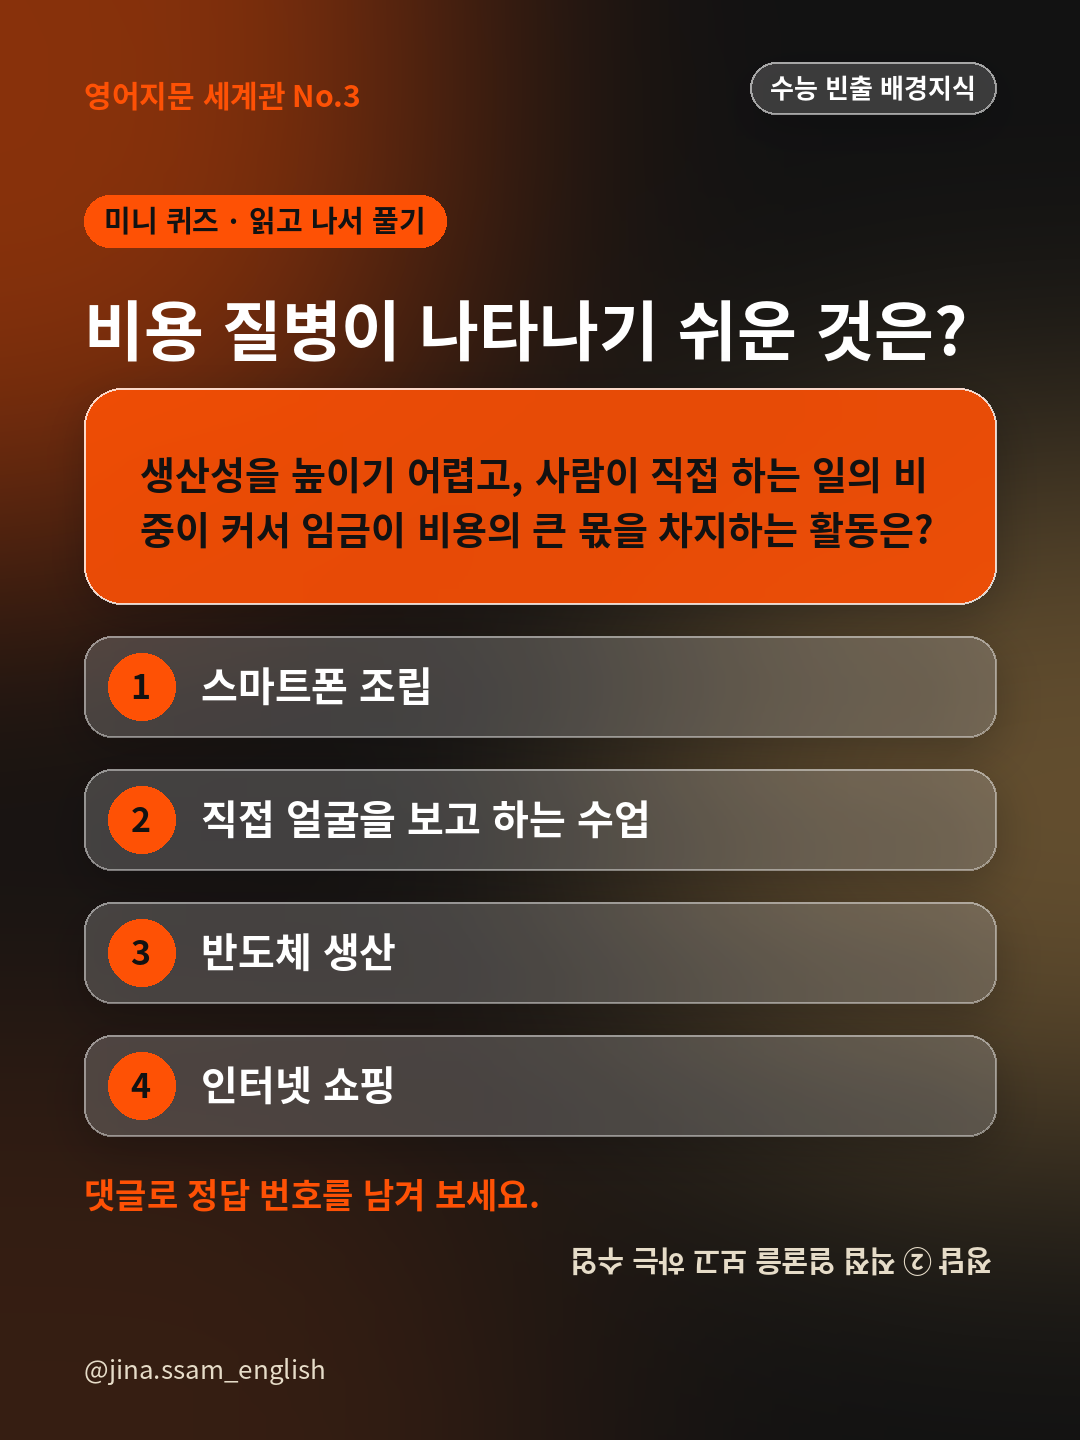 영어지문 세계관 No.3
수능 빈출 배경지식
미니 퀴즈 · 읽고 나서 풀기
비용 질병이 나타나기 쉬운 것은?
생산성을 높이기 어렵고, 사람이 직접 하는 일의 비
중이 커서 임금이 비용의 큰 몫을 차지하는 활동은?
1 스마트폰 조립
2 직접 얼굴을 보고 하는 수업
3 반도체 생산
4 인터넷 쇼핑
댓글로 정답 번호를 남겨 보세요.
정답 ② 직접 얼굴을 보고 하는 수업
@jina.ssam_english